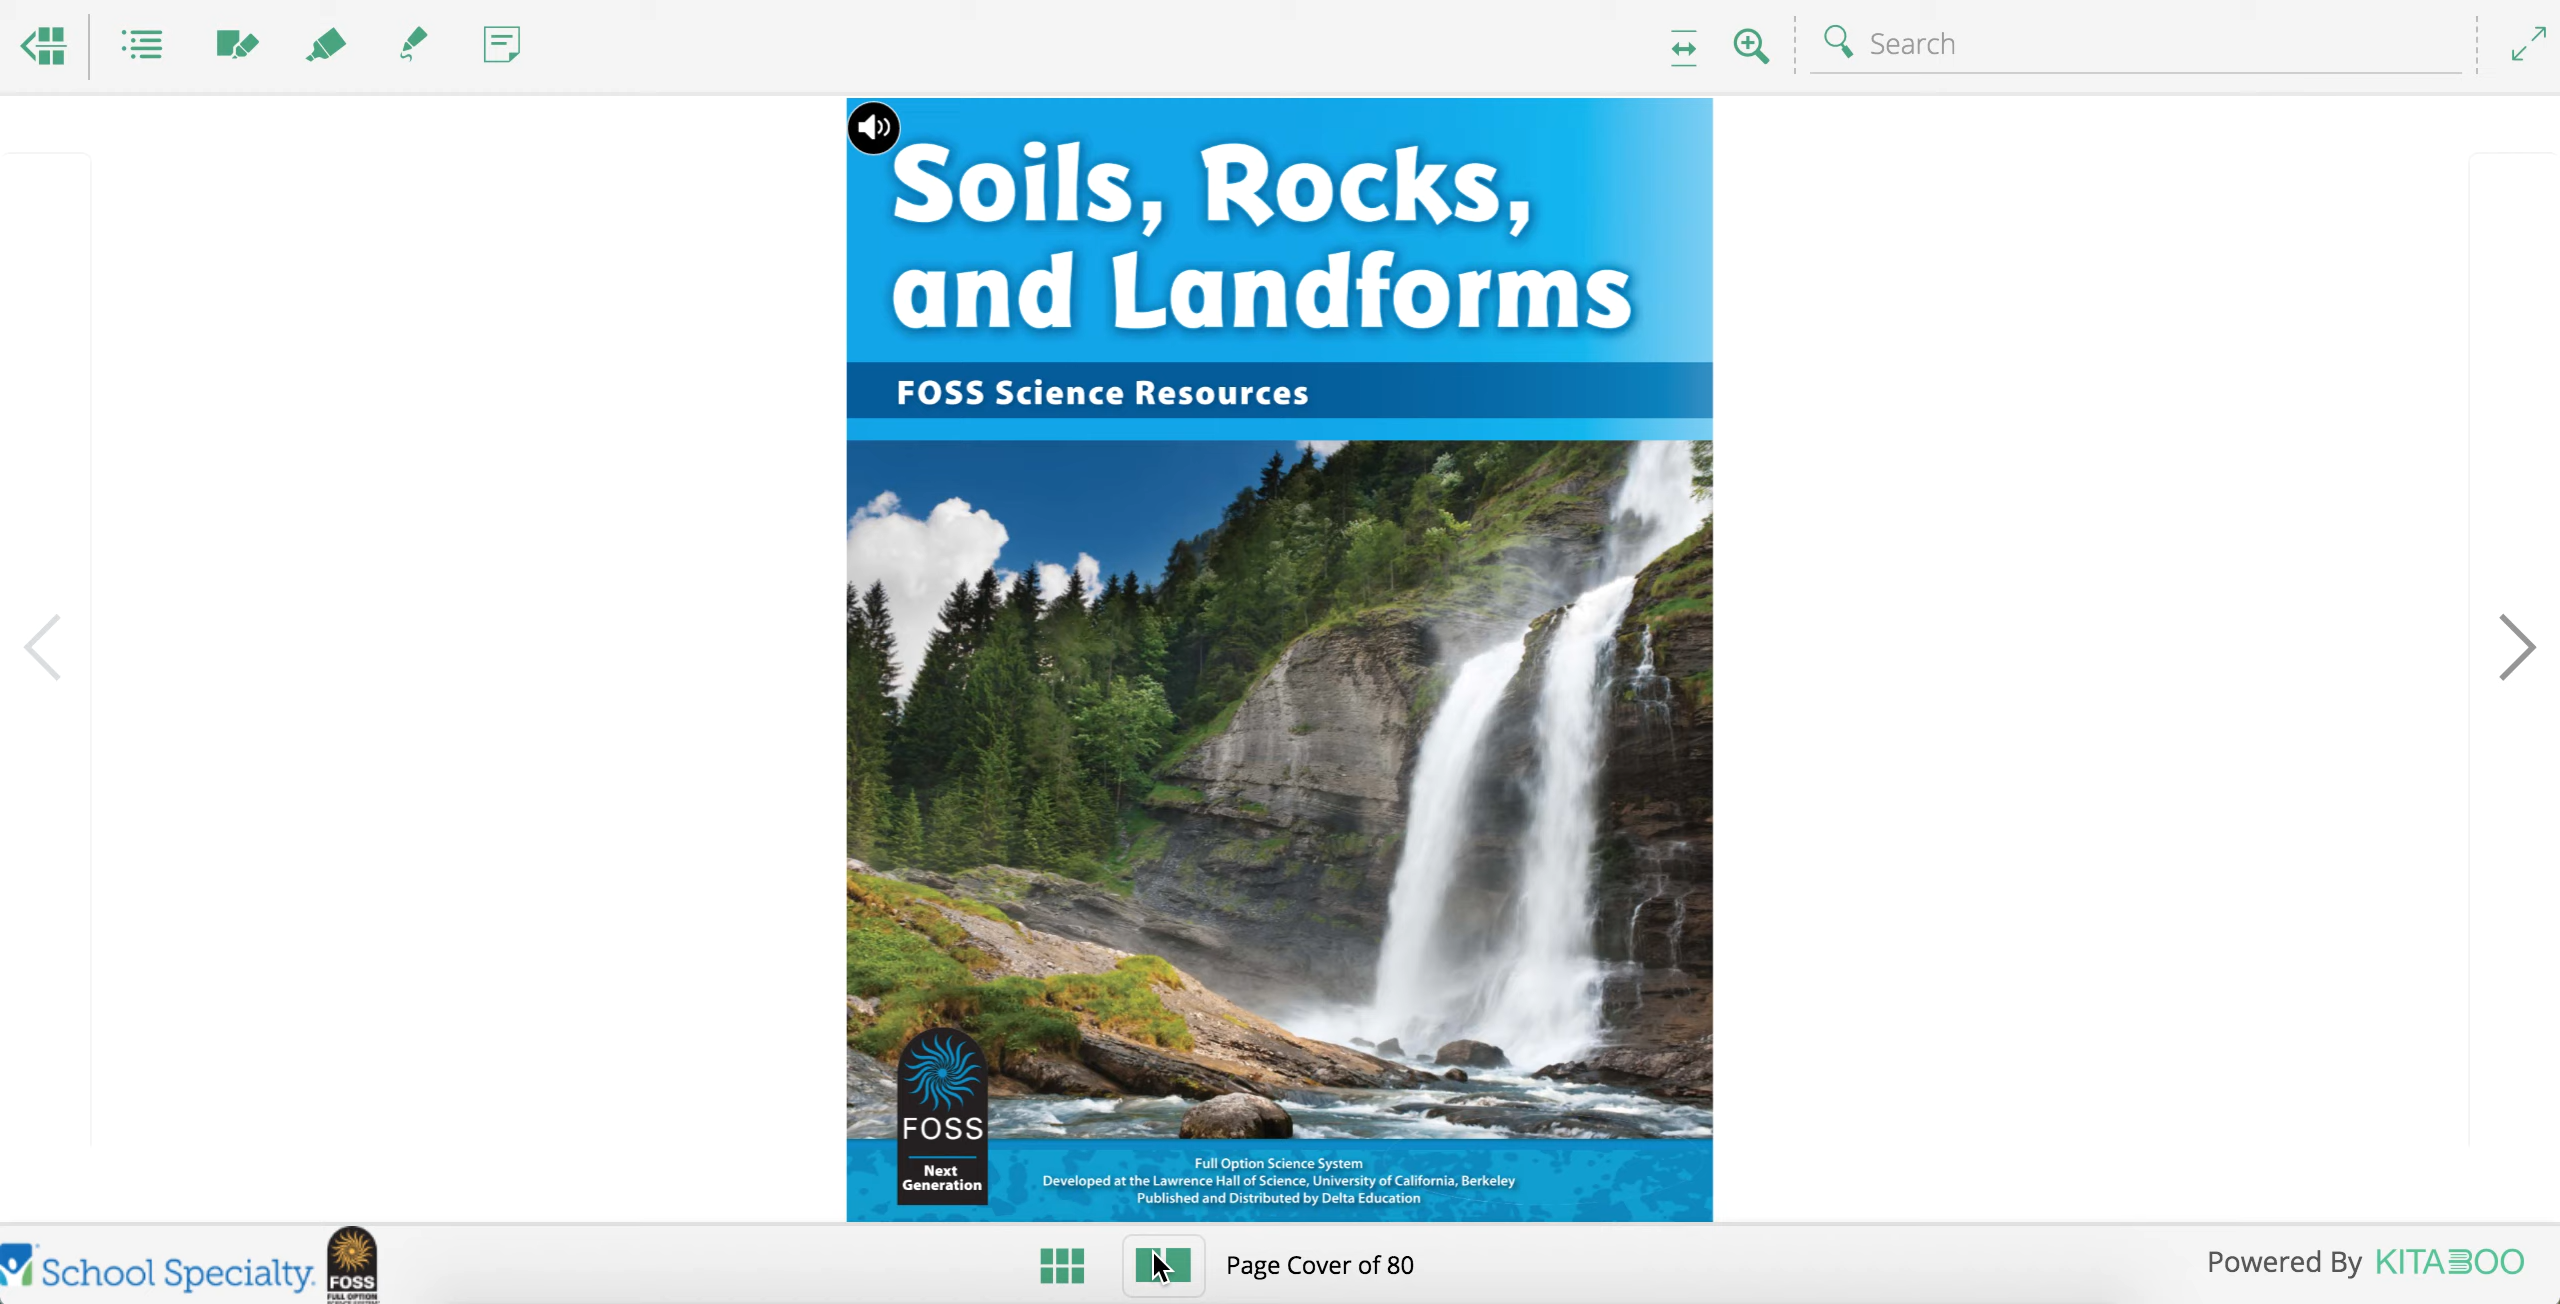 Search
Soils, Rocks,
and Landforms
FOSS Science Resources
FOSS
Next
Generation
Full Option Science System
Developed at the Lawrence Hall of Science, University of California, Berkeley
Published and Distributed by Delta Education
School Specialty.
FOSS
FULL OPTION
Page Cover of 80
Powered By KITABOO